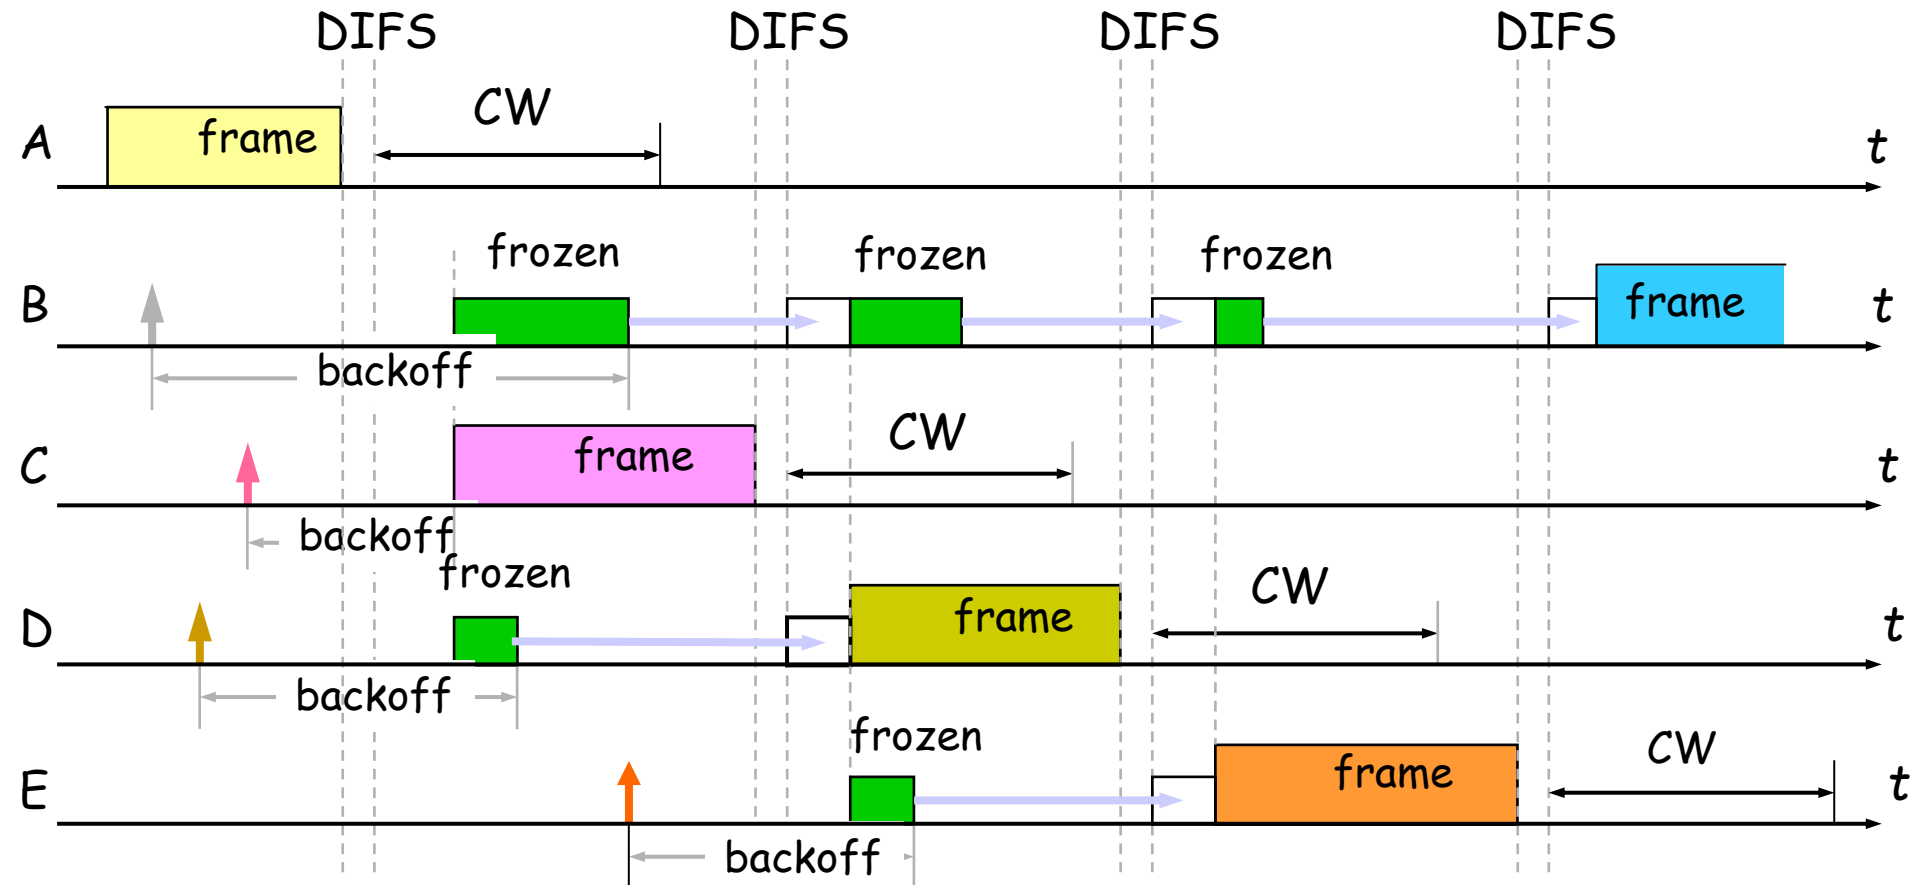 DIFS DIFS DIFS DIFS
CW
A frame t
frozen frozen frozen
B frame t
backoff
CW
C frame t
backoff
frozen CW
D frame t
backoff
frozen CW
E frame t
backoff